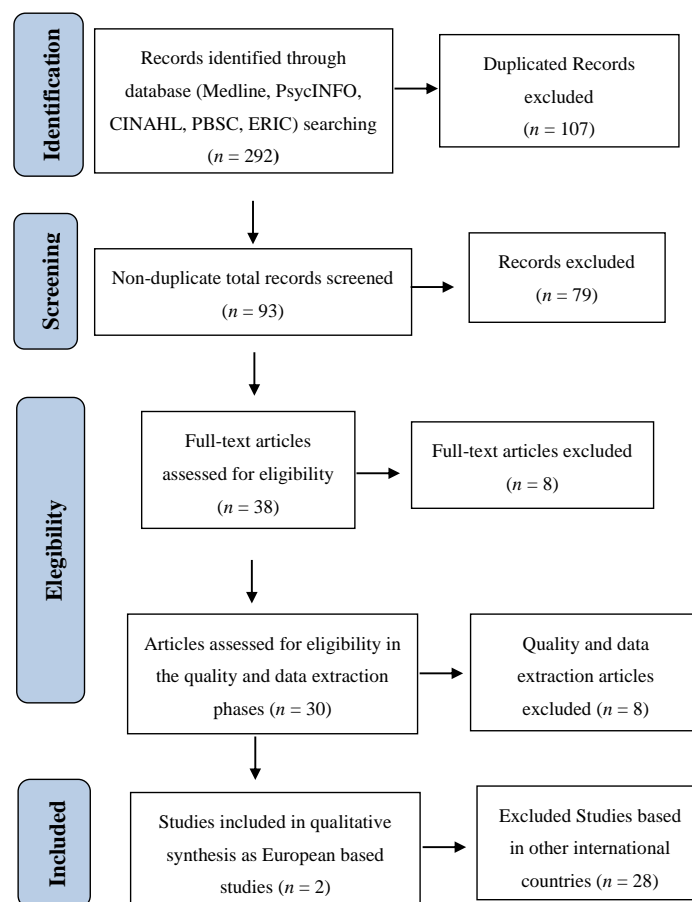 Identification
Records identified through
database (Medline, PsycINFO,
CINAHL, PBSC, ERIC) searching
(n = 292)
Duplicated Records
excluded
(n = 107)
Screening
Non-duplicate total records screened
(n = 93)
Records excluded
(n = 79)
Elegibility
Full-text articles
assessed for eligibility
(n = 38)
Full-text articles excluded
(n = 8)
Articles assessed for eligibility in
the quality and data extraction
phases (n = 30)
Quality and data
extraction articles
excluded (n = 8)
Included
Studies included in qualitative
synthesis as European based
studies (n = 2)
Excluded Studies based
in other international
countries (n = 28)